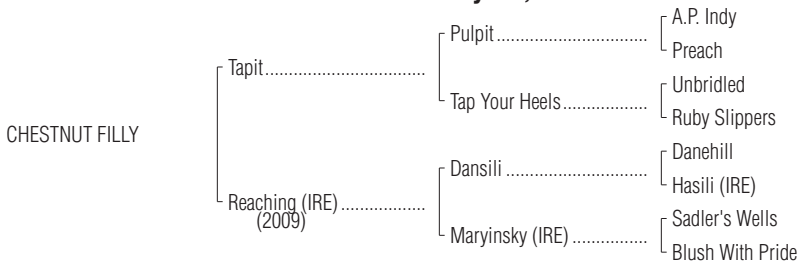 A.P. Indy
Pulpit
Preach
Tapit
Unbridled
Tap Your Heels
Ruby Slippers
CHESTNUT FILLY
Danehill
Dansili
Hasili (IRE)
Reaching (IRE)
(2009)
Sadler's Wells
Maryinsky (IRE)
Blush With Pride